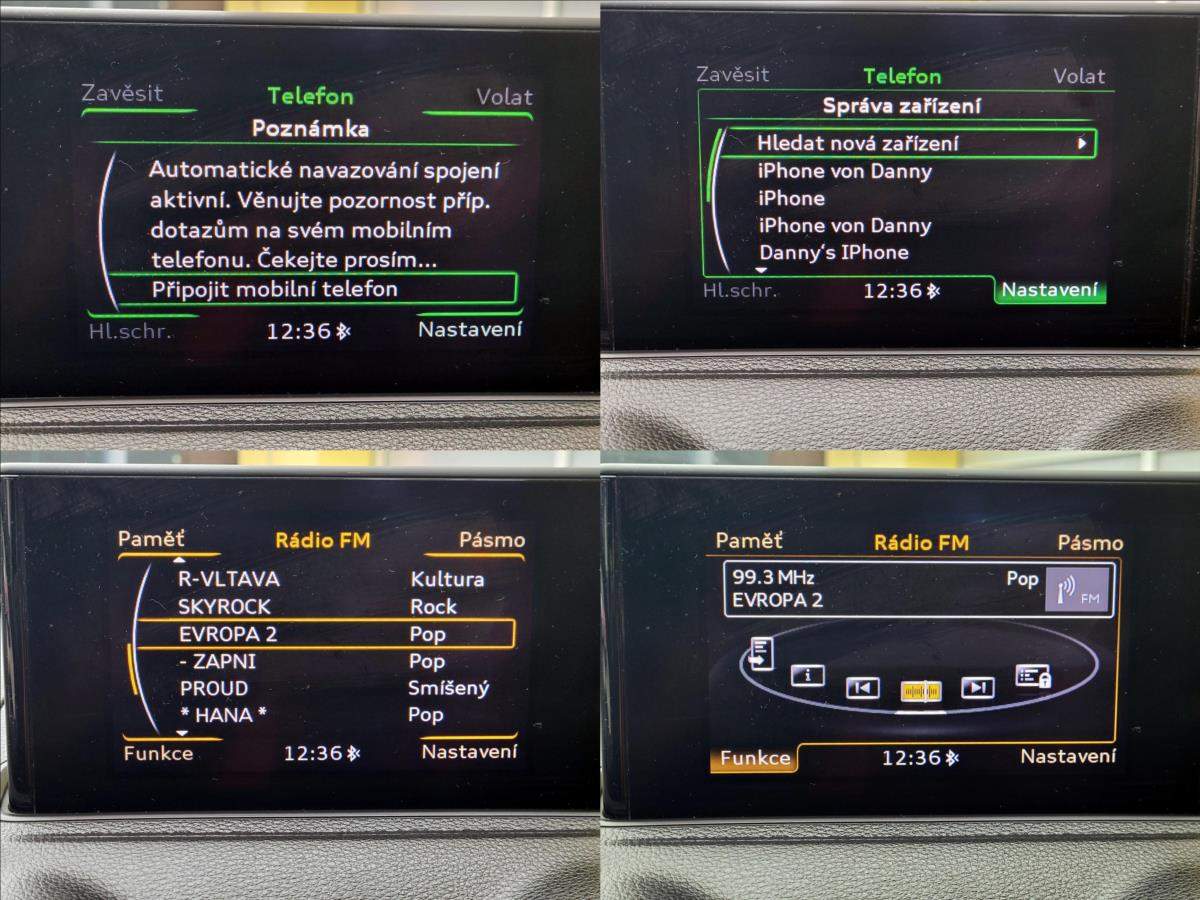 Zavěsit Telefon Volat
Poznámka
Automatické navazování spojení
aktivní. Věnujte pozornost příp.
dotazům na svém mobilním
telefonu. Čekejte prosím...
Připojit mobilní telefon
Hl.schr. 12:36 Nastavení
Zavěsit Telefon Volat
Správa zařízení
Hledat nová zařízení
iPhone von Danny
iPhone
iPhone von Danny
Danny's IPhone
Hl.schr. 12:36 Nastavení
Paměť Rádio FM Pásmo
R-VLTAVA Kultura
SKYROCK Rock
EVROPA 2 Pop
- ZAPNI Pop
PROUD Smíšený
* HANA * Pop
Funkce 12:36 Nastavení
Paměť Rádio FM Pásmo
99.3 MHz Pop
EVROPA 2 FM
i
Funkce 12:36 Nastavení